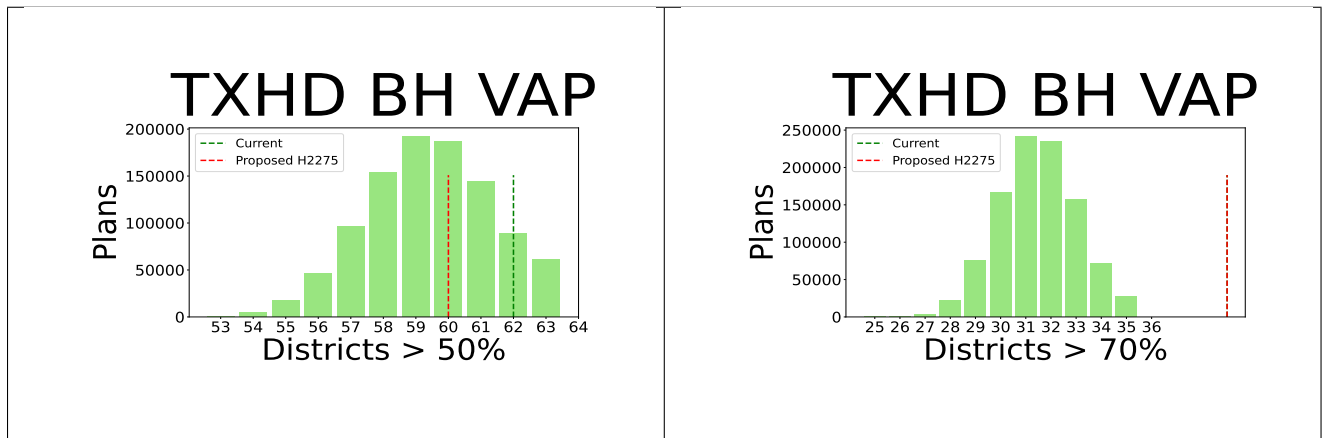 TXHD BH VAP
200000
150000
100000
50000
0
Plans
Current
Proposed H2275
53 54 55 56 57 58 59 60 61 62 63 64
Districts > 50%
TXHD BH VAP
250000
200000
150000
100000
50000
0
Plans
Current
Proposed H2275
25 26 27 28 29 30 31 32 33 34 35 36
Districts > 70%